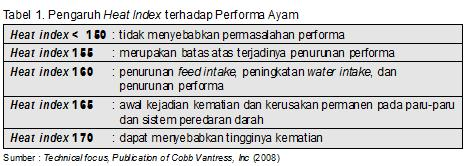 Tabel 1. Pengaruh Heat Index terhadap Performa Ayam
Heat index < 150 : tidak menyebabkan permasalahan performa
Heat index 155 : merupakan batas atas terjadinya penurunan performa
Heat index 160 : penurunan feed intake, peningkatan water intake, dan
penurunan performa
Heat index 165 : awal kejadian kematian dan kerusakan permanen pada paru-paru
dan sistem peredaran darah
Heat index 170 : dapat menyebabkan tingginya kematian
Sumber : Technical focus, Publication of Cobb Vantress, Inc (2008)